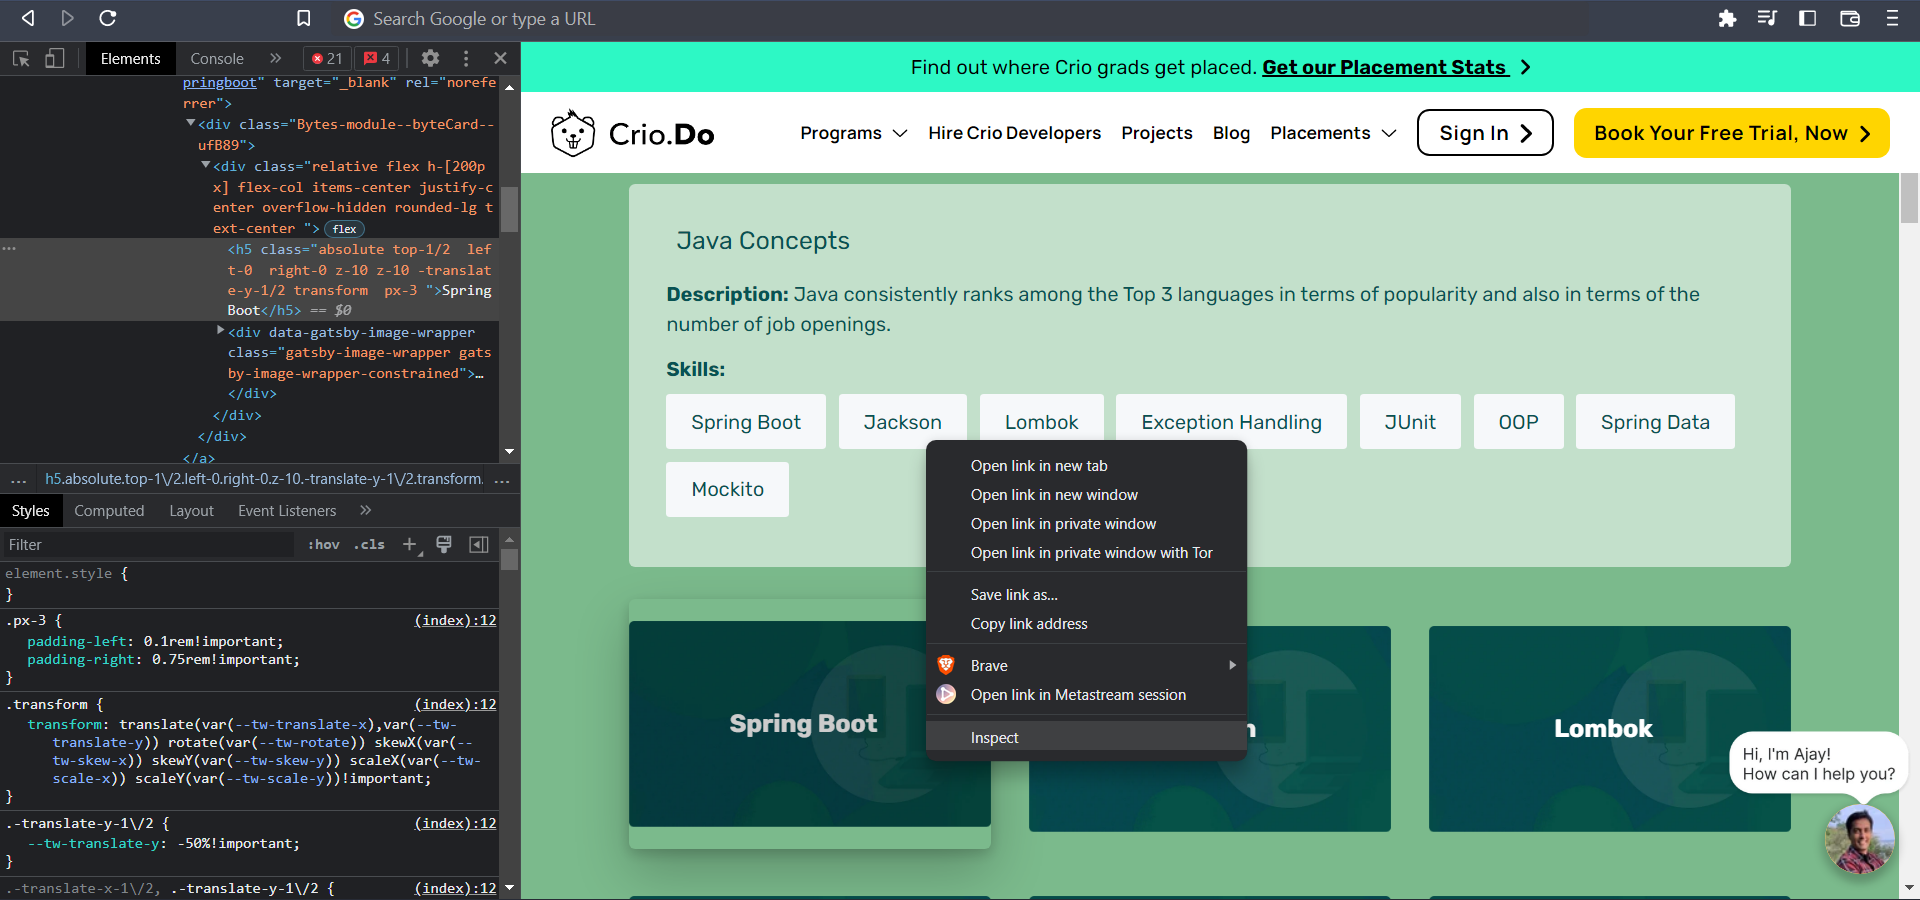 Search Google or type a URL
Elements
Console
21
4
pringboot" target="_blank" rel="norefe
rrer">
<div class="Bytes-module--byteCard--
ufB89">
<div class="relative flex h-[200p
x] flex-col items-center justify-c
enter overflow-hidden rounded-lg t
ext-center "> flex
<h5 class="absolute top-1/2  lef
t-0  right-0 z-10 z-10 -translat
e-y-1/2 transform  px-3 ">Spring
Boot</h5> == $0
<div data-gatsby-image-wrapper
class="gatsby-image-wrapper gats
by-image-wrapper-constrained">…
</div>
</div>
</div>
</a>
... h5.absolute.top-1\/2.left-0.right-0.z-10.-translate-y-1\/2.transform. ...
Styles
Computed
Layout
Event Listeners
Filter
:hov .cls
element.style {
}
.px-3 { (index):12
padding-left: 0.1rem!important;
padding-right: 0.75rem!important;
}
.transform { (index):12
transform: translate(var(--tw-translate-x),var(--tw-
translate-y)) rotate(var(--tw-rotate)) skewX(var(--
tw-skew-x)) skewY(var(--tw-skew-y)) scaleX(var(--tw-
scale-x)) scaleY(var(--tw-scale-y))!important;
}
.-translate-y-1\/2 { (index):12
--tw-translate-y: -50%!important;
}
.-translate-x-1\/2, .-translate-y-1\/2 { (index):12
Find out where Crio grads get placed. Get our Placement Stats
Crio.Do
Programs
Hire Crio Developers
Projects
Blog
Placements
Sign In
Book Your Free Trial, Now
Java Concepts
Description: Java consistently ranks among the Top 3 languages in terms of popularity and also in terms of the
number of job openings.
Skills:
Spring Boot
Jackson
Lombok
Exception Handling
JUnit
OOP
Spring Data
Mockito
Open link in new tab
Open link in new window
Open link in private window
Open link in private window with Tor
Save link as...
Copy link address
Brave
Open link in Metastream session
Inspect
Spring Boot
n
Lombok
Hi, I'm Ajay!
How can I help you?